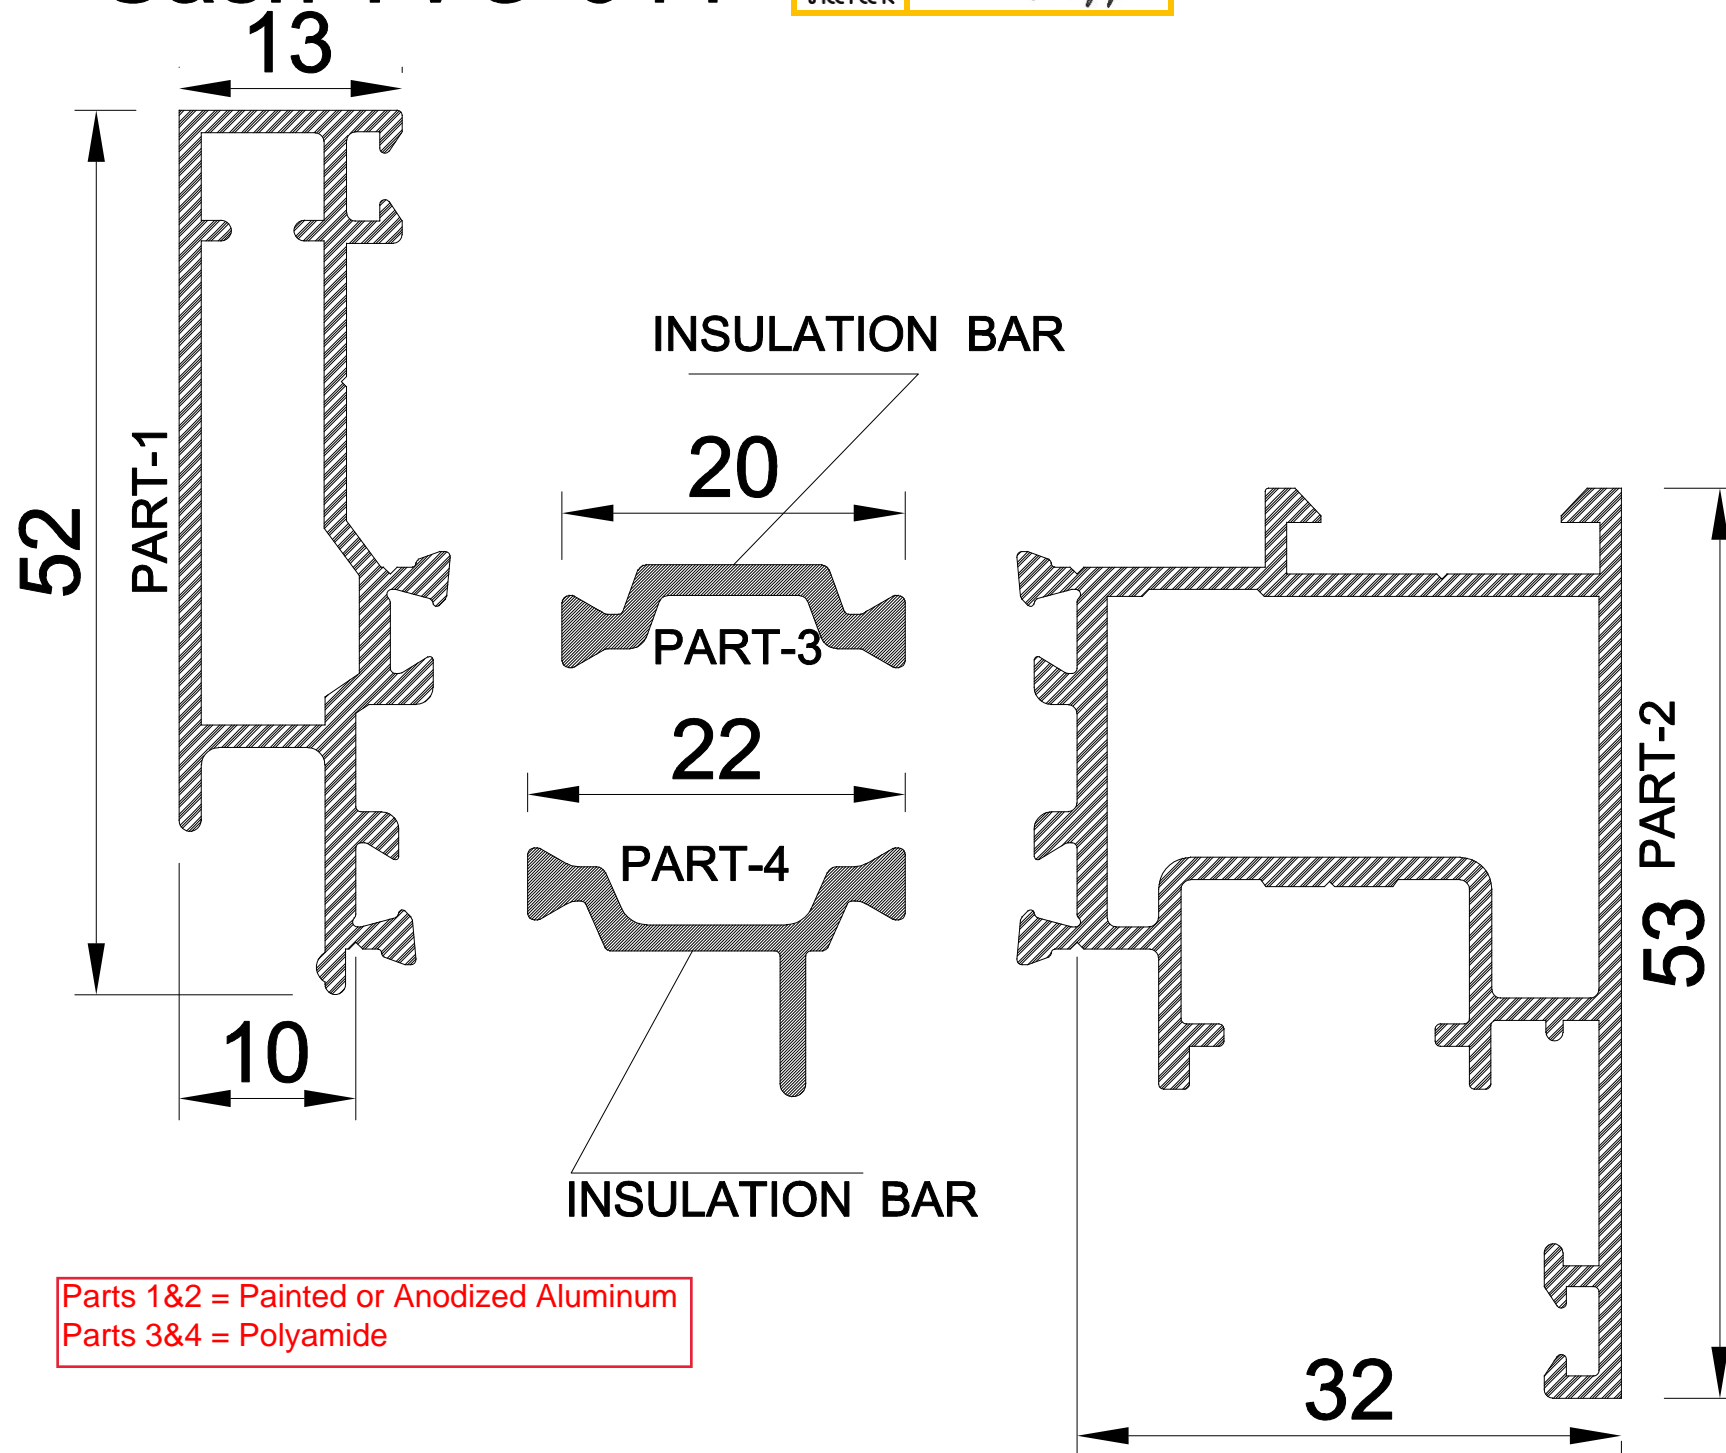 13
INSULATION BAR
20
PART-1
52
PART-3
22
PART-4
PART-2
53
10
INSULATION BAR
Parts 1&2 = Painted or Anodized Aluminum
Parts 3&4 = Polyamide
32